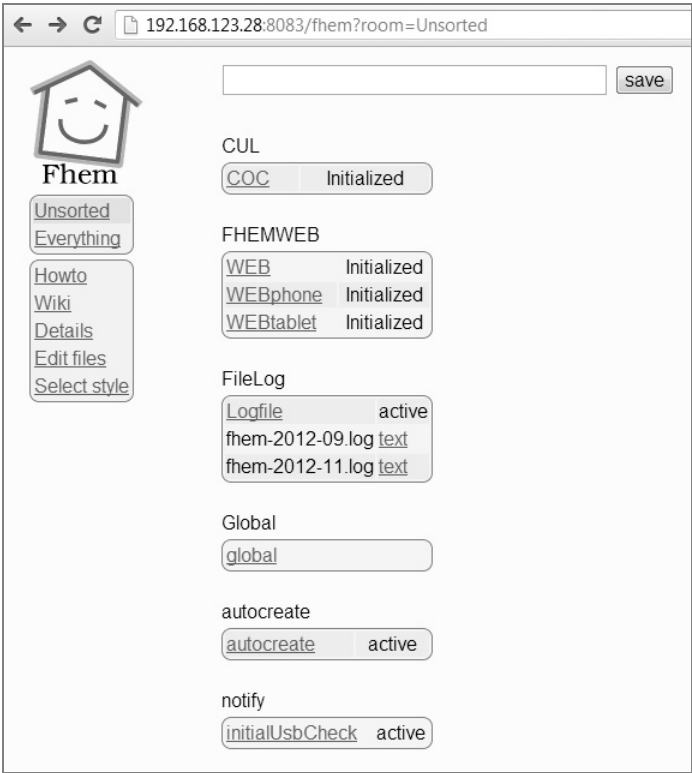 192.168.123.28:8083/fhem?room=Unsorted
save
Fhem
Unsorted
Everything
Howto
Wiki
Details
Edit files
Select style
CUL
COC Initialized
FHEMWEB
WEB Initialized
WEBphone Initialized
WEBtablet Initialized
FileLog
Logfile active
fhem-2012-09.log text
fhem-2012-11.log text
Global
global
autocreate
autocreate active
notify
initialUsbCheck active